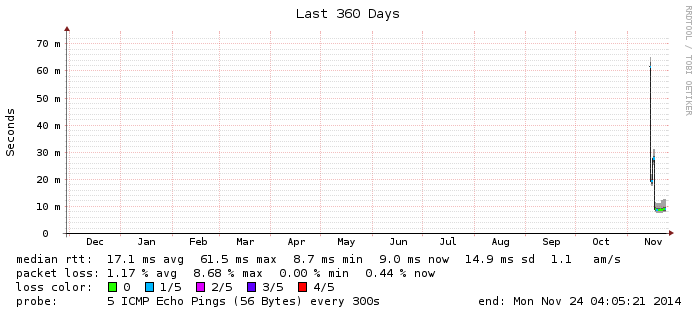 Last 360 Days
RRDTOOL / TOBI OETIKER
Seconds
70 m
60 m
50 m
40 m
30 m
20 m
10 m
0
Dec Jan Feb Mar Apr May Jun Jul Aug Sep Oct Nov
median rtt: 17.1 ms avg 61.5 ms max 8.7 ms min 9.0 ms now 14.9 ms sd 1.1 am/s
packet loss: 1.17 % avg 8.68 % max 0.00 % min 0.44 % now
loss color: 0 1/5 2/5 3/5 4/5
probe: 5 ICMP Echo Pings (56 Bytes) every 300s end: Mon Nov 24 04:05:21 2014